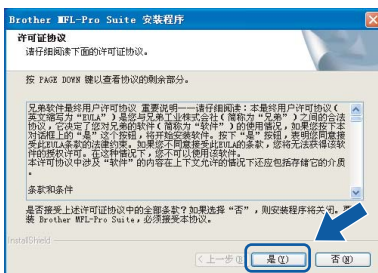 Brother MFL-Pro Suite 安装程序
许可证协议
请仔细阅读下面的许可证协议。
按 PAGE DOWN 键以查看协议的剩余部分。
兄弟软件最终用户许可协议 重要说明——请仔细阅读：本最终用户许可协议（
英文缩写为“EULA”）是您与兄弟工业株式会社（简称为“兄弟”）之间的合法
协议，它决定了您对兄弟的软件（简称为“软件”）的使用情况，如果您按下本
对话框上的“是”这个按钮，将开始安装软件。按下“是”按钮，表明您同意接
受此EULA条款的法律约束。如果您不同意接受此EULA的条款，您将无法获得该软
件的授权许可。在这种情况下，您不可以使用该软件。
本许可协议中涉及“软件”的内容在上下文允许的情况下还应包括存储它的介质
。
条款和条件
是否接受上述许可证协议中的全部条款？如果选择“否”，则安装程序将关闭。要
装 Brother MFL-Pro Suite，必须接受本协议。
InstallShield
< 上一步(B)
是(Y)
否(N)